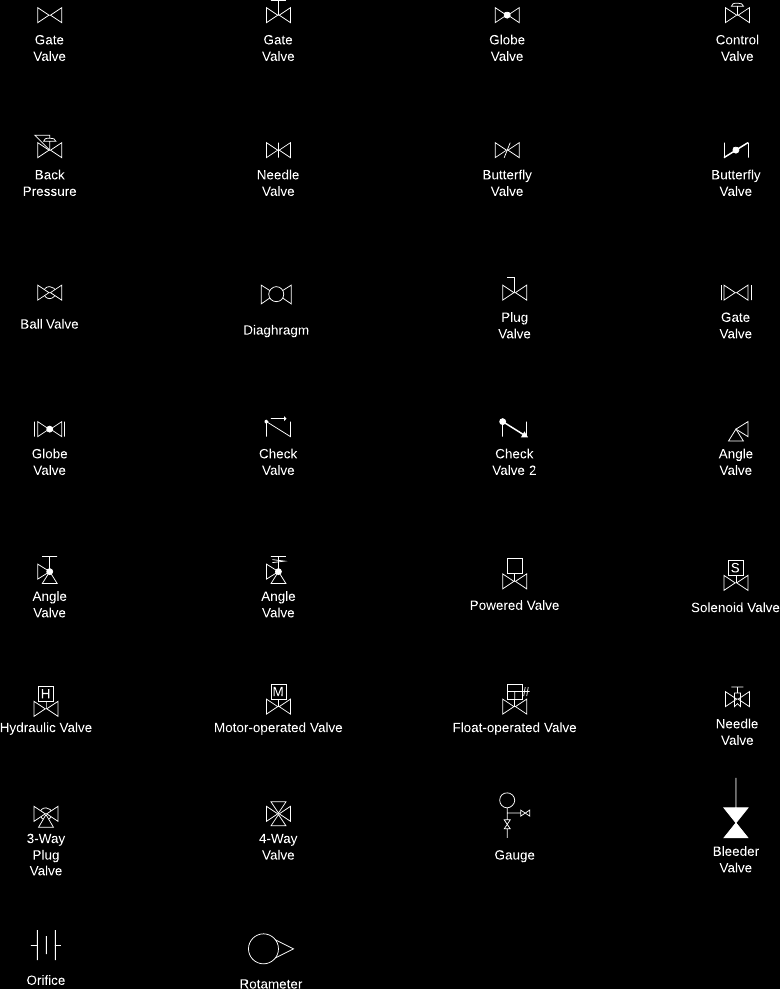 Gate
Valve
Gate
Valve
Globe
Valve
Control
Valve
Back
Pressure
Needle
Valve
Butterfly
Valve
Butterfly
Valve
Ball Valve
Diaghragm
Plug
Valve
Gate
Valve
Globe
Valve
Check
Valve
Check
Valve 2
Angle
Valve
Angle
Valve
Angle
Valve
Powered Valve
S
Solenoid Valve
H
Hydraulic Valve
M
Motor-operated Valve
#
Float-operated Valve
Needle
Valve
3-Way
Plug
Valve
4-Way
Valve
Gauge
Bleeder
Valve
Orifice
Rotameter